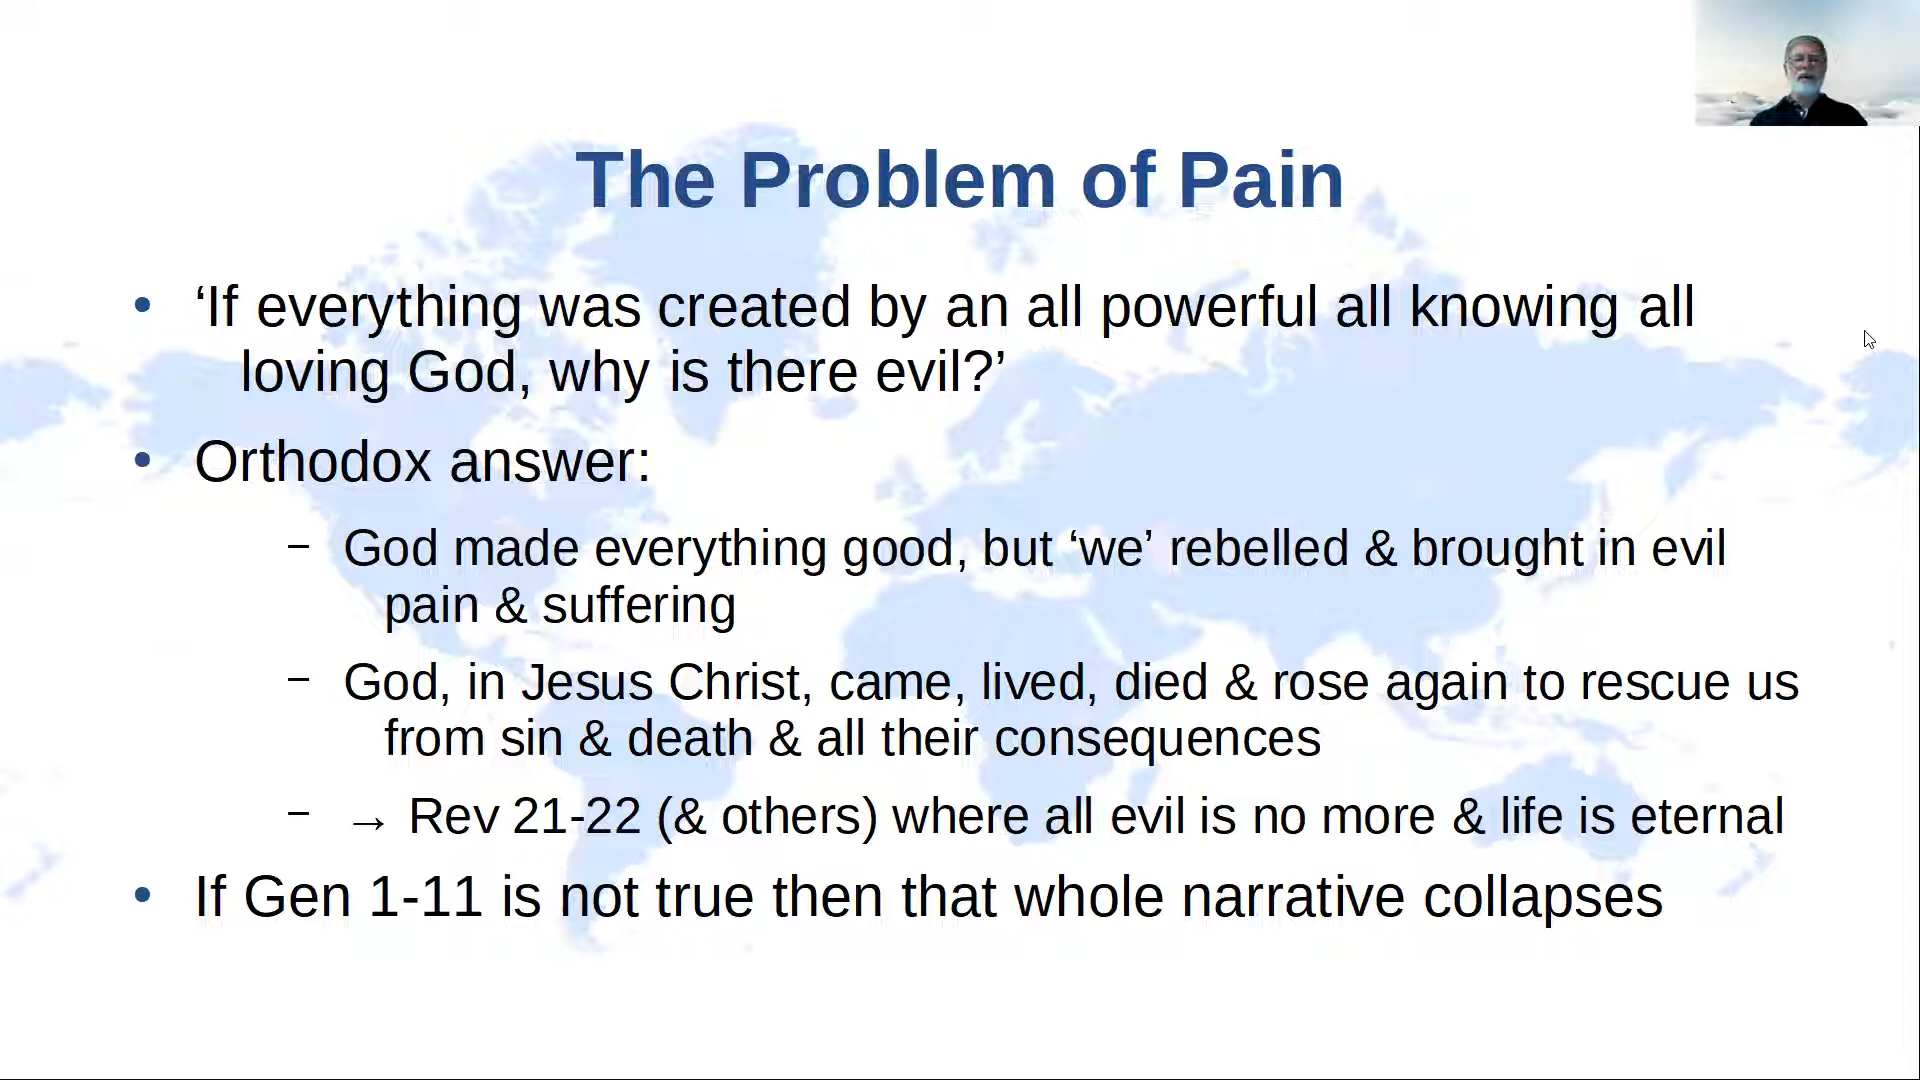 The Problem of Pain
• ‘If everything was created by an all powerful all knowing all
loving God, why is there evil?’
• Orthodox answer:
– God made everything good, but ‘we’ rebelled & brought in evil
pain & suffering
– God, in Jesus Christ, came, lived, died & rose again to rescue us
from sin & death & all their consequences
– → Rev 21-22 (& others) where all evil is no more & life is eternal
• If Gen 1-11 is not true then that whole narrative collapses